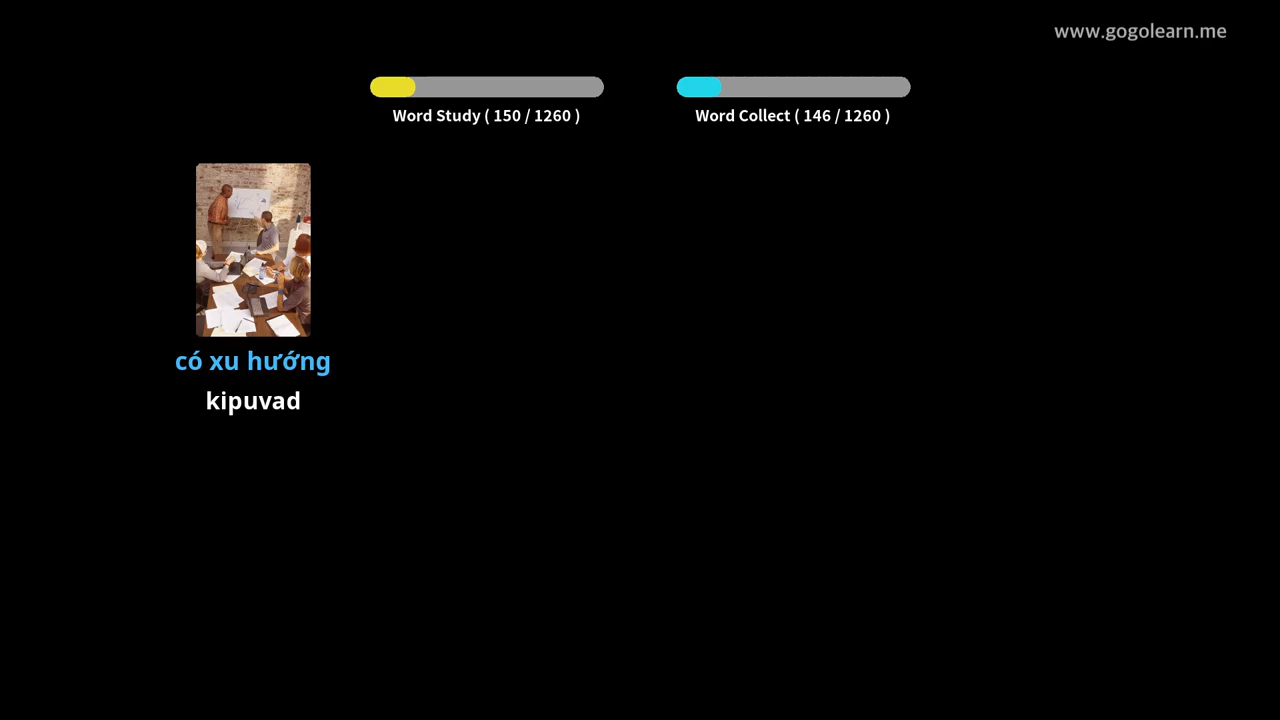 www.gogolearn.me
Word Study ( 150 / 1260 )
Word Collect ( 146 / 1260 )
có xu hướng
kipuvad